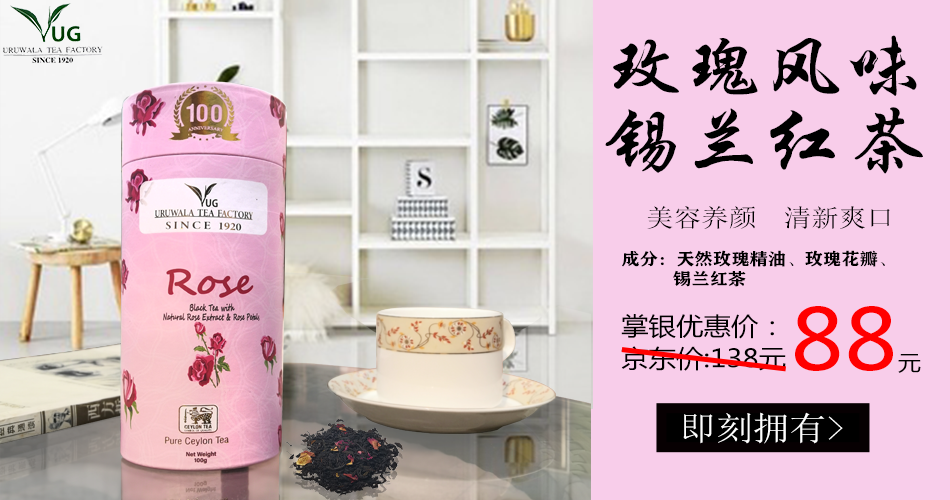 VUG
URUWALA TEA FACTORY
SINCE 1920
100
ANNIVERSARY
VUG
URUWALA TEA FACTORY
SINCE 1920
Rose
Black Tea with
Natural Rose Extract & Rose Petals
CEYLON TEA
Pure Ceylon Tea
Net Weight
100g
S
玫瑰风味
锡兰红茶
美容养颜 清新爽口
成分：天然玫瑰精油、玫瑰花瓣、
锡兰红茶
掌银优惠价：
京东价:138元
88元
即刻拥有>